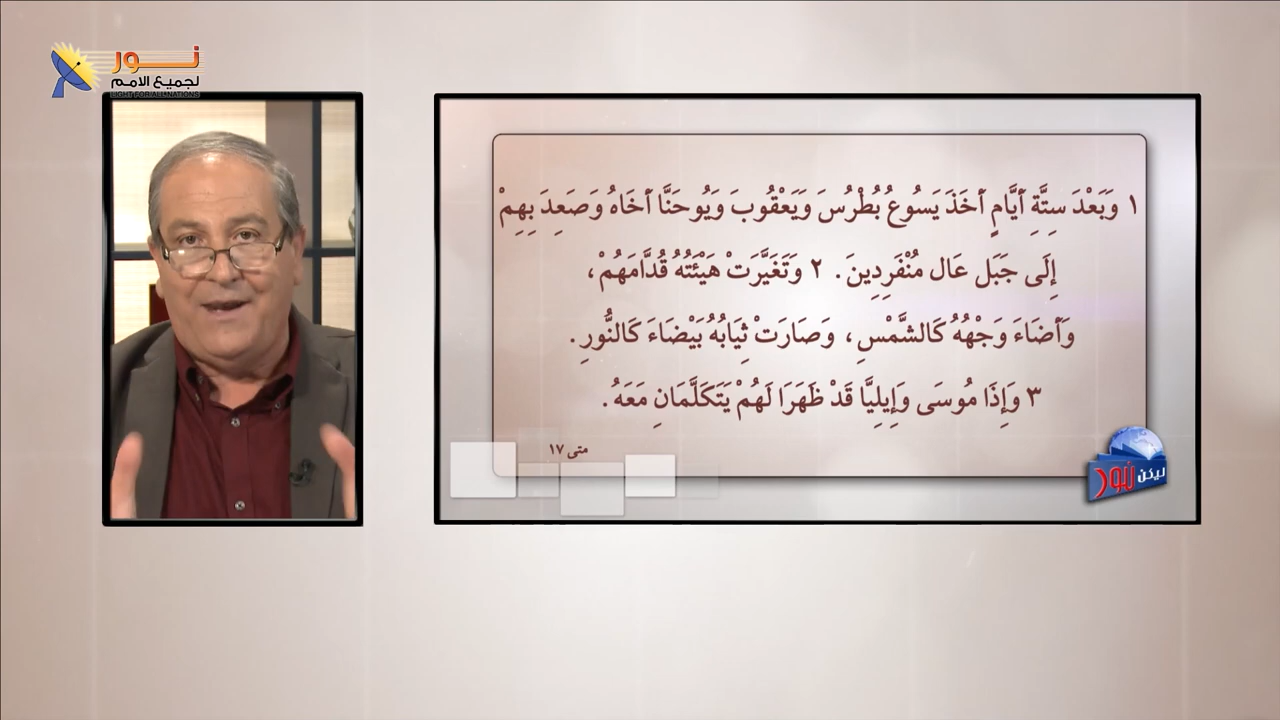 نور
لجميع الامم
LIGHT FOR ALL NATIONS
١ وَبَعْدَ سِتَّةِ أَيَّامٍ أَخَذَ يَسُوعُ بُطْرُسَ وَيَعْقُوبَ وَيُوحَنَّا أَخَاهُ وَصَعِدَ بِهِمْ
إِلَى جَبَل عَال مُنْفَرِدِينَ. ٢ وَتَغَيَّرَتْ هَيْئَتُهُ قُدَّامَهُمْ،
وَأَضَاءَ وَجْهُهُ كَالشَّمْسِ، وَصَارَتْ ثِيَابُهُ بَيْضَاءَ كَالنُّورِ.
٣ وَإِذَا مُوسَى وَإِيلِيَّا قَدْ ظَهَرَا لَهُمْ يَتَكَلَّمَانِ مَعَهُ.
متى ١٧
ليكن نور